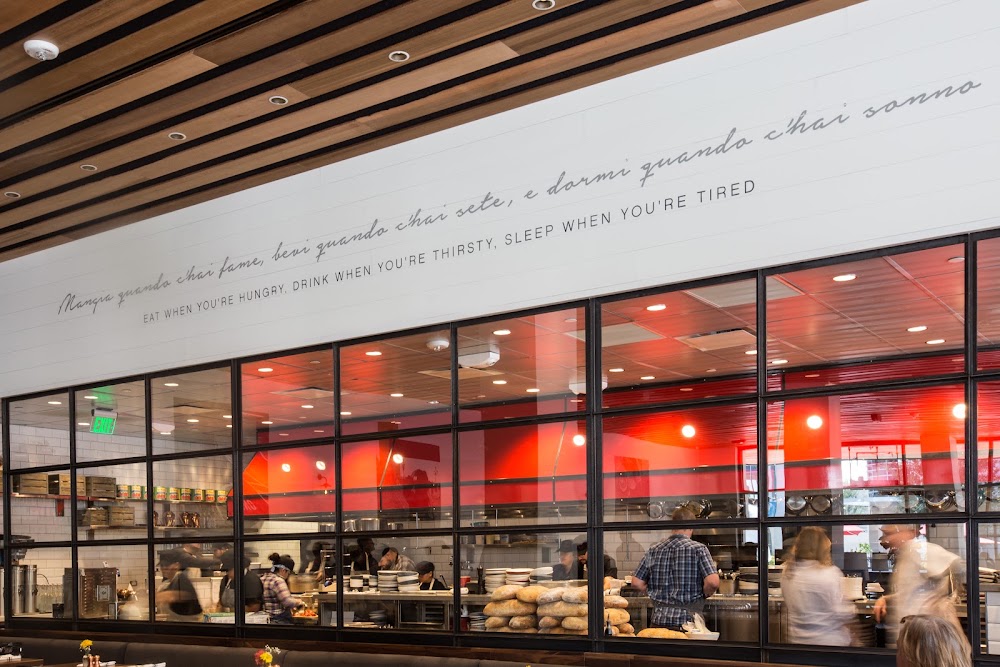 Mangia quando c'hai fame, bevi quando c'hai sete, e dormi quando c'hai sonno
EAT WHEN YOU'RE HUNGRY, DRINK WHEN YOU'RE THIRSTY, SLEEP WHEN YOU'RE TIRED
EXIT